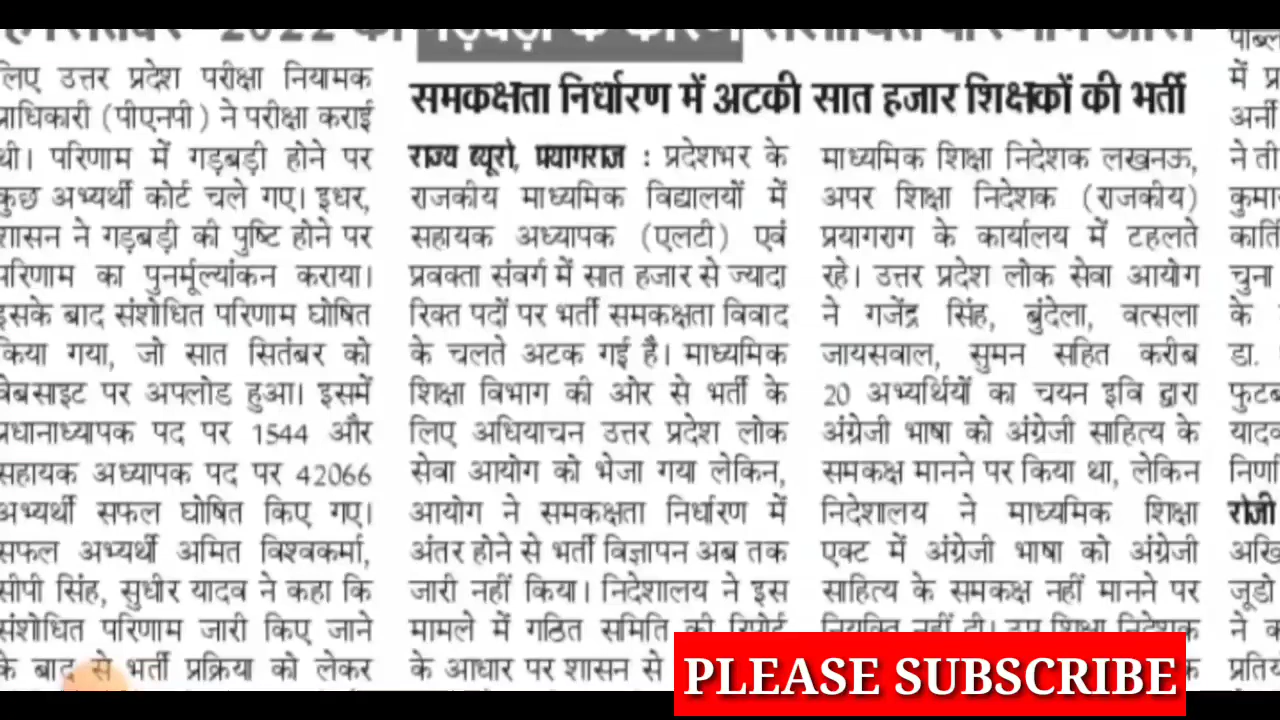 लिए उत्तर प्रदेश परीक्षा नियामक
प्राधिकारी (पीएनपी) ने परीक्षा कराई
थी। परिणाम में गड़बड़ी होने पर
कुछ अभ्यर्थी कोर्ट चले गए। इधर,
शासन ने गड़बड़ी की पुष्टि होने पर
परिणाम का पुनर्मूल्यांकन कराया।
इसके बाद संशोधित परिणाम घोषित
किया गया, जो सात सितंबर को
वेबसाइट पर अपलोड हुआ। इसमें
प्रधानाध्यापक पद पर 1544 और
सहायक अध्यापक पद पर 42066
अभ्यर्थी सफल घोषित किए गए।
सफल अभ्यर्थी अमित विश्वकर्मा,
सीपी सिंह, सुधीर यादव ने कहा कि
संशोधित परिणाम जारी किए जाने
के बाद से भर्ती प्रक्रिया को लेकर
समकक्षता निर्धारण में अटकी सात हजार शिक्षकों की भर्ती
राज्य ब्यूरो, प्रयागराज : प्रदेशभर के
राजकीय माध्यमिक विद्यालयों में
सहायक अध्यापक (एलटी) एवं
प्रवक्ता संवर्ग में सात हजार से ज्यादा
रिक्त पदों पर भर्ती समकक्षता विवाद
के चलते अटक गई है। माध्यमिक
शिक्षा विभाग की ओर से भर्ती के
लिए अधियाचन उत्तर प्रदेश लोक
सेवा आयोग को भेजा गया लेकिन,
आयोग ने समकक्षता निर्धारण में
अंतर होने से भर्ती विज्ञापन अब तक
जारी नहीं किया। निदेशालय ने इस
मामले में गठित समिति की रिपोर्ट
के आधार पर शासन से
माध्यमिक शिक्षा निदेशक लखनऊ,
अपर शिक्षा निदेशक (राजकीय)
प्रयागराग के कार्यालय में टहलते
रहे। उत्तर प्रदेश लोक सेवा आयोग
ने गजेंद्र सिंह, बुंदेला, वत्सला
जायसवाल, सुमन सहित करीब
20 अभ्यर्थियों का चयन इवि द्वारा
अंग्रेजी भाषा को अंग्रेजी साहित्य के
समकक्ष मानने पर किया था, लेकिन
निदेशालय ने माध्यमिक शिक्षा
एक्ट में अंग्रेजी भाषा को अंग्रेजी
साहित्य के समकक्ष नहीं मानने पर
नियुक्ति नहीं दी। उप शिक्षा निदेशक
में
ने
के
डा.
यादव
रोजी
जूडो
PLEASE SUBSCRIBE